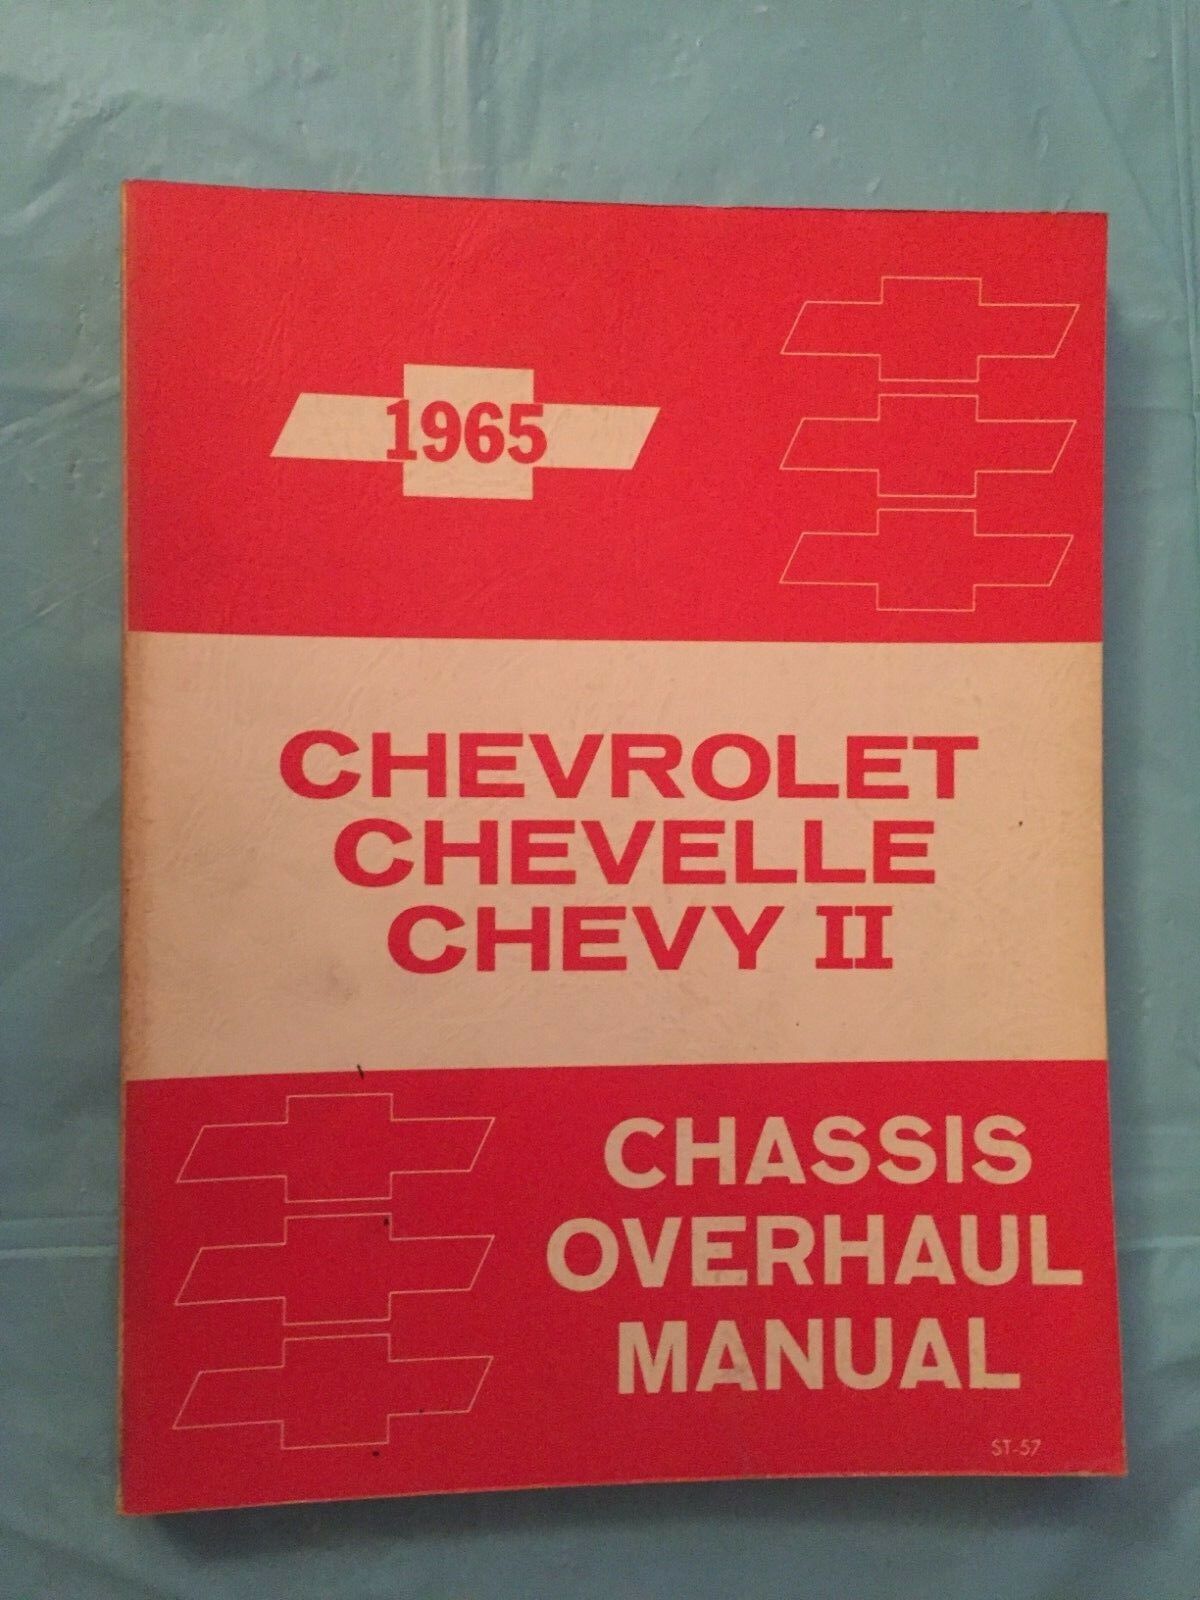 1965
CHEVROLET
CHEVELLE
CHEVY II
CHASSIS
OVERHAUL
MANUAL
ST-57